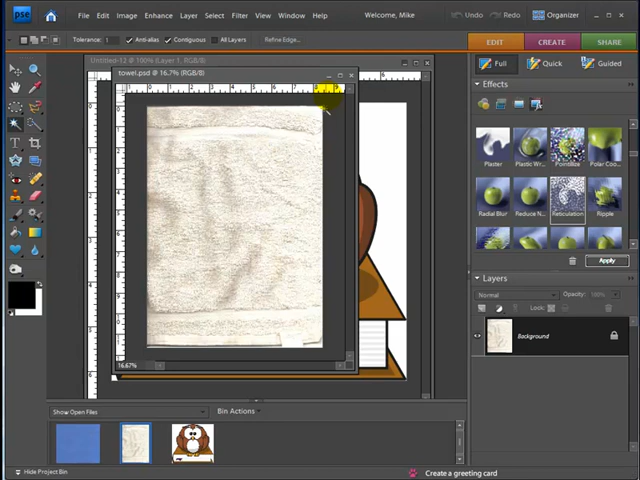 pse
File Edit Image Enhance Layer Select Filter View Window Help
Welcome, Mike
Undo Redo
Organizer
Tolerance: 1 Anti-alias Contiguous All Layers Refine Edge...
EDIT CREATE SHARE
Untitled-12 @ 100% (Layer 1, RGB/8)
towel.psd @ 16.7% (RGB/8)
Full Quick Guided
Effects
Plaster Plastic Wr... Pointillize Polar Coo...
Radial Blur Reduce N... Reticulation Ripple
Apply
Layers
Normal Opacity: 100%
Lock:
Background
16.67%
Show Open Files Bin Actions
Hide Project Bin
Create a greeting card